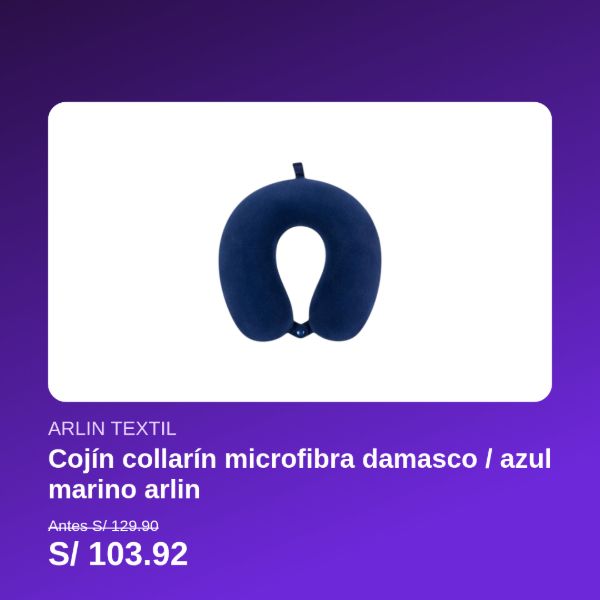 ARLIN TEXTIL
Cojín collarín microfibra damasco / azul
marino arlin
Antes S/ 129.90
S/ 103.92